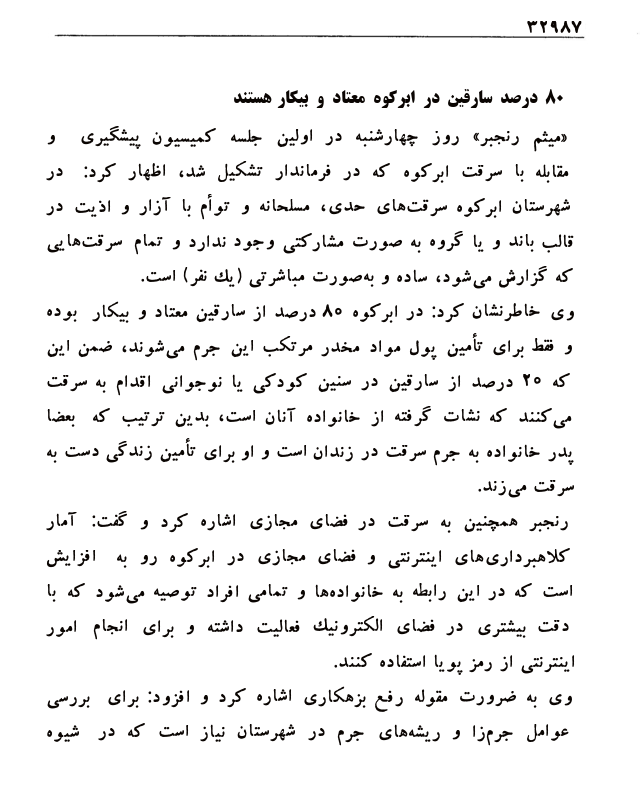 ۳۲۹۸۷
۸۰ درصد سارقین در ابرکوه معتاد و بیکار هستند
«میثم رنجبر» روز چهارشنبه در اولین جلسه کمیسیون پیشگیری و
مقابله با سرقت ابرکوه که در فرماندار تشکیل شد، اظهار کرد: در
شهرستان ابرکوه سرقت‌های حدی، مسلحانه و توأم با آزار و اذیت در
قالب باند و یا گروه به صورت مشارکتی وجود ندارد و تمام سرقت‌هایی
که گزارش می‌شود، ساده و به‌صورت مباشرتی (یك نفر) است.
وی خاطرنشان کرد: در ابرکوه ۸۰ درصد از سارقین معتاد و بیکار بوده
و فقط برای تأمین پول مواد مخدر مرتکب این جرم می‌شوند، ضمن این
که ۲۰ درصد از سارقین در سنین کودکی یا نوجوانی اقدام به سرقت
می‌کنند که نشات گرفته از خانواده آنان است، بدین ترتیب که بعضا
پدر خانواده به جرم سرقت در زندان است و او برای تأمین زندگی دست به
سرقت می‌زند.
رنجبر همچنین به سرقت در فضای مجازی اشاره کرد و گفت: آمار
کلاهبرداری‌های اینترنتی و فضای مجازی در ابرکوه رو به افزایش
است که در این رابطه به خانواده‌ها و تمامی افراد توصیه می‌شود که با
دقت بیشتری در فضای الکترونیك فعالیت داشته و برای انجام امور
اینترنتی از رمز پویا استفاده کنند.
وی به ضرورت مقوله رفع بزهکاری اشاره کرد و افزود: برای بررسی
عوامل جرم‌زا و ریشه‌های جرم در شهرستان نیاز است که در شیوه